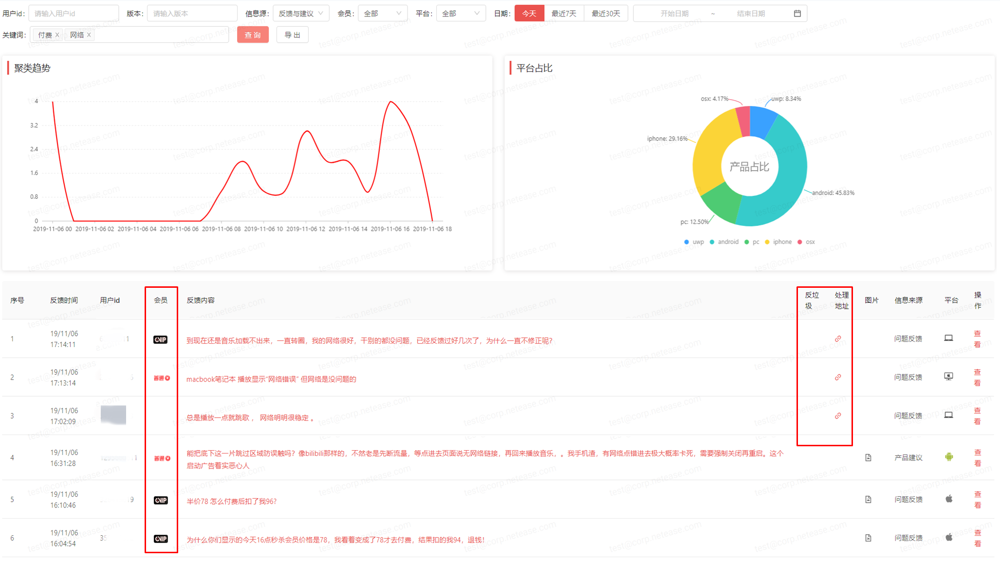 用户id: 请输入用户id 版本: 请输入版本 信息源: 反馈与建议 会员: 全部 平台: 全部 日期: 今天 最近7天 最近30天 开始日期 ~ 结束日期
关键词: 付费 x 网络 x 查 询 导 出
聚类趋势
4
3.2
2.4
1.6
0.8
0
2019-11-06 00 2019-11-06 02 2019-11-06 04 2019-11-06 06 2019-11-06 08 2019-11-06 10 2019-11-06 12 2019-11-06 14 2019-11-06 16 2019-11-06 18
平台占比
osx: 4.17% uwp: 8.34%
iphone: 29.16%
产品占比
android: 45.83%
pc: 12.50%
uwp android pc iphone osx
序号 反馈时间 用户id 会员 反馈内容 反垃圾 处理地址 图片 信息来源 平台 操作
1 19/11/06 17:14:11 CVIP 到现在还是音乐加载不出来，一直转圈，我的网络很好，干别的都没问题，已经反馈过好几次了，为什么一直不修正呢? 问题反馈 查看
2 19/11/06 17:13:14 macbook笔记本 播放显示“网络错误” 但网络是没问题的 问题反馈 查看
3 19/11/06 17:02:09 总是播放一点就跳歌 ， 网络明明很稳定 。 问题反馈 查看
4 19/11/06 16:31:28 能把底下这一片跳过区域防误触吗？像bilibili那样的，不然老是先断流量，等点进去页面说无网络链接，再回来播放音乐，。我手机渣，有网络点错进去极大概率卡死，需要强制关闭再重启。这个
启动广告着实恶心人 产品建议 查看
5 19/11/06 16:10:46 CVIP 半价78 怎么付费后扣了我96? 问题反馈 查看
6 19/11/06 16:04:54 CVIP 为什么你们显示的今天16点秒杀会员价格是78，我看着变成了78才去付费，结果扣的我94，退钱！ 问题反馈 查看
test@corp.netease.com